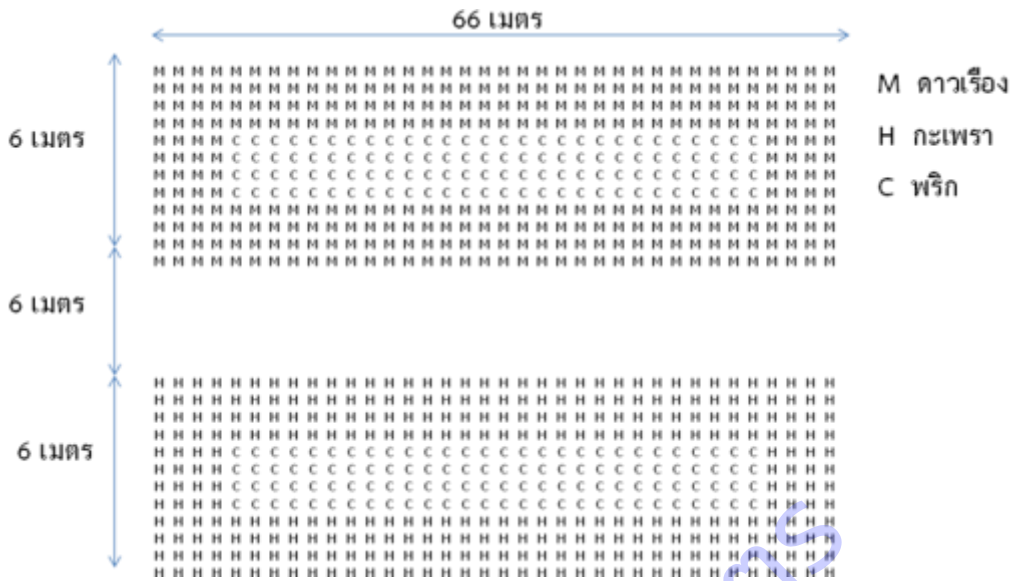 66 เมตร
M M M M M M M M M M M M M M M M M M M M M M M M M M M M M M M M M M M M
M M M M M M M M M M M M M M M M M M M M M M M M M M M M M M M M M M M M
M M M M M M M M M M M M M M M M M M M M M M M M M M M M M M M M M M M M
M M M M M M M M M M M M M M M M M M M M M M M M M M M M M M M M M M M M
M M M M C C C C C C C C C C C C C C C C C C C C C C C C C C C C M M M M
M M M M C C C C C C C C C C C C C C C C C C C C C C C C C C C C M M M M
M M M M C C C C C C C C C C C C C C C C C C C C C C C C C C C C M M M M
M M M M C C C C C C C C C C C C C C C C C C C C C C C C C C C C M M M M
M M M M M M M M M M M M M M M M M M M M M M M M M M M M M M M M M M M M
M M M M M M M M M M M M M M M M M M M M M M M M M M M M M M M M M M M M
M M M M M M M M M M M M M M M M M M M M M M M M M M M M M M M M M M M M
M M M M M M M M M M M M M M M M M M M M M M M M M M M M M M M M M M M M
M ดาวเรือง
H กะเพรา
C พริก
6 เมตร
6 เมตร
H H H H H H H H H H H H H H H H H H H H H H H H H H H H H H H H H H H H
H H H H H H H H H H H H H H H H H H H H H H H H H H H H H H H H H H H H
H H H H H H H H H H H H H H H H H H H H H H H H H H H H H H H H H H H H
H H H H H H H H H H H H H H H H H H H H H H H H H H H H H H H H H H H H
H H H H C C C C C C C C C C C C C C C C C C C C C C C C C C C C H H H H
H H H H C C C C C C C C C C C C C C C C C C C C C C C C C C C C H H H H
H H H H C C C C C C C C C C C C C C C C C C C C C C C C C C C C H H H H
H H H H C C C C C C C C C C C C C C C C C C C C C C C C C C C C H H H H
H H H H H H H H H H H H H H H H H H H H H H H H H H H H H H H H H H H H
H H H H H H H H H H H H H H H H H H H H H H H H H H H H H H H H H H H H
H H H H H H H H H H H H H H H H H H H H H H H H H H H H H H H H H H H H
H H H H H H H H H H H H H H H H H H H H H H H H H H H H H H H H H H H H
6 เมตร